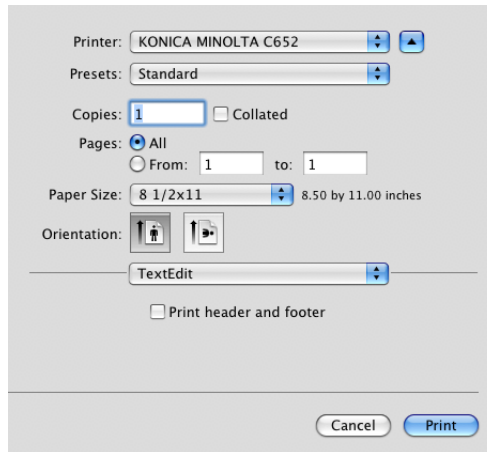 Printer: KONICA MINOLTA C652
Presets: Standard
Copies: 1 Collated
Pages: All
From: 1 to: 1
Paper Size: 8 1/2x11 8.50 by 11.00 inches
Orientation:
TextEdit
Print header and footer
Cancel Print